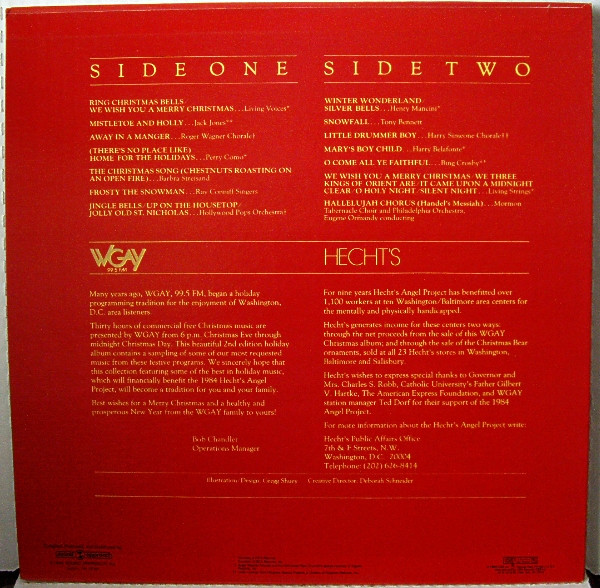 SIDE ONE
RING CHRISTMAS BELLS
WE WISH YOU A MERRY CHRISTMAS...Living Voices*
MISTLETOE AND HOLLY...Jack Jones**
AWAY IN A MANGER...Roger Wagner Chorale†
(THERE'S NO PLACE LIKE)
HOME FOR THE HOLIDAYS...Perry Como*
THE CHRISTMAS SONG (CHESTNUTS ROASTING ON
AN OPEN FIRE)...Barbra Streisand
FROSTY THE SNOWMAN...Ray Conniff Singers
JINGLE BELLS/UP ON THE HOUSETOP/
JOLLY OLD ST. NICHOLAS...Hollywood Pops Orchestra†
SIDE TWO
WINTER WONDERLAND/
SILVER BELLS...Henry Mancini*
SNOWFALL...Tony Bennett
LITTLE DRUMMER BOY...Harry Simeone Chorale††
MARY'S BOY CHILD...Harry Belafonte*
O COME ALL YE FAITHFUL...Bing Crosby**
WE WISH YOU A MERRY CHRISTMAS/WE THREE
KINGS OF ORIENT ARE/IT CAME UPON A MIDNIGHT
CLEAR/O HOLY NIGHT/SILENT NIGHT...Living Strings*
HALLELUJAH CHORUS (Handel's Messiah)...Mormon
Tabernacle Choir and Philadelphia Orchestra,
Eugene Ormandy conducting
WGAY
99.5 FM
Many years ago, WGAY, 99.5 FM, began a holiday
programming tradition for the enjoyment of Washington,
D.C. area listeners.
Thirty hours of commercial free Christmas music are
presented by WGAY from 6 p.m. Christmas Eve through
midnight Christmas Day. This beautiful 2nd edition holiday
album contains a sampling of some of our most requested
music from these festive programs. We sincerely hope that
this collection featuring some of the best in holiday music,
which will financially benefit the 1984 Hecht's Angel
Project, will become a tradition for you and your family.
Best wishes for a Merry Christmas and a healthy and
prosperous New Year from the WGAY family to yours!
Bob Chandler
Operations Manager
HECHT'S
For nine years Hecht's Angel Project has benefitted over
1,100 workers at ten Washington/Baltimore area centers for
the mentally and physically handicapped.
Hecht's generates income for these centers two ways:
through the net proceeds from the sale of this WGAY
Christmas album; and through the sale of the Christmas Bear
ornaments, sold at all 23 Hecht's stores in Washington,
Baltimore and Salisbury.
Hecht's wishes to express special thanks to Governor and
Mrs. Charles S. Robb, Catholic University's Father Gilbert
V. Hartke, The American Express Foundation, and WGAY
station manager Ted Dorf for their support of the 1984
Angel Project.
For more information about the Hecht's Angel Project write:
Hecht's Public Affairs Office
7th & F Streets, N.W.
Washington, D.C. 20004
Telephone: (202) 626-8414
Illustration/Design: Gregg Shuey Creative Director: Deborah Schneider